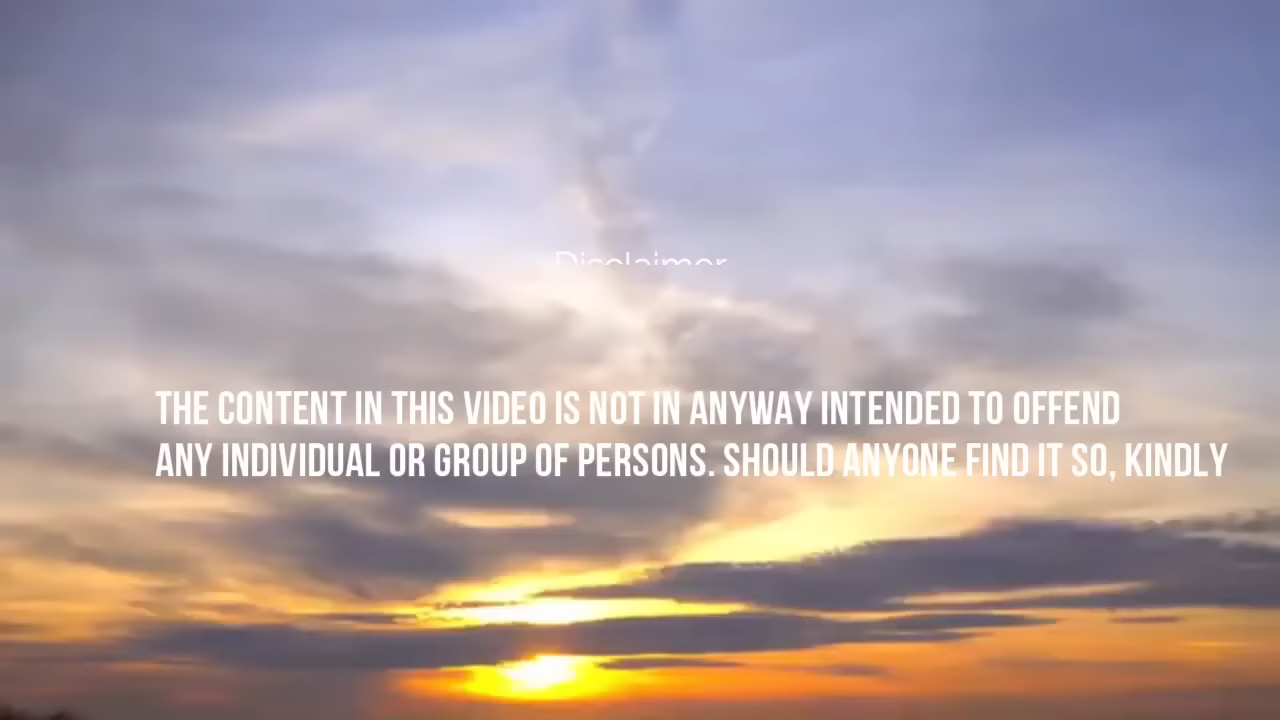 Disclaimer
THE CONTENT IN THIS VIDEO IS NOT IN ANYWAY INTENDED TO OFFEND
ANY INDIVIDUAL OR GROUP OF PERSONS. SHOULD ANYONE FIND IT SO, KINDLY